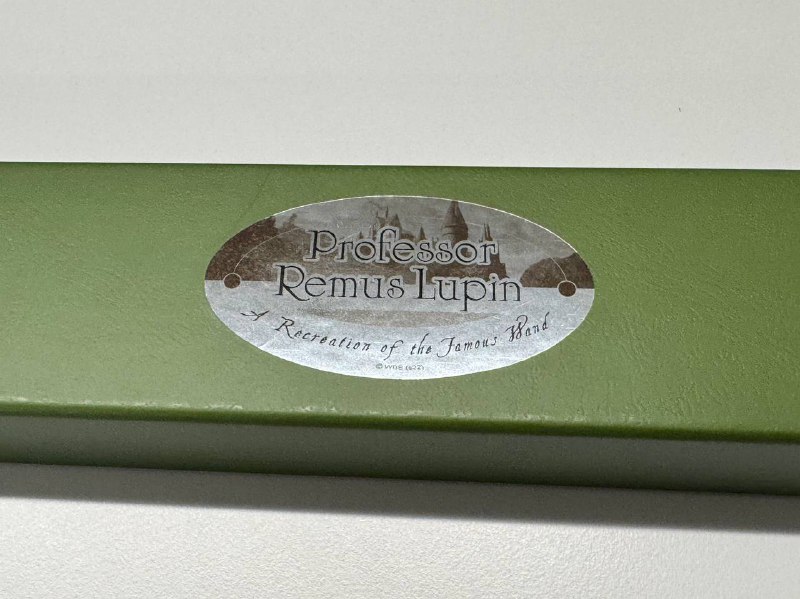 Professor
Remus Lupin
A Recreation of the Famous Wand